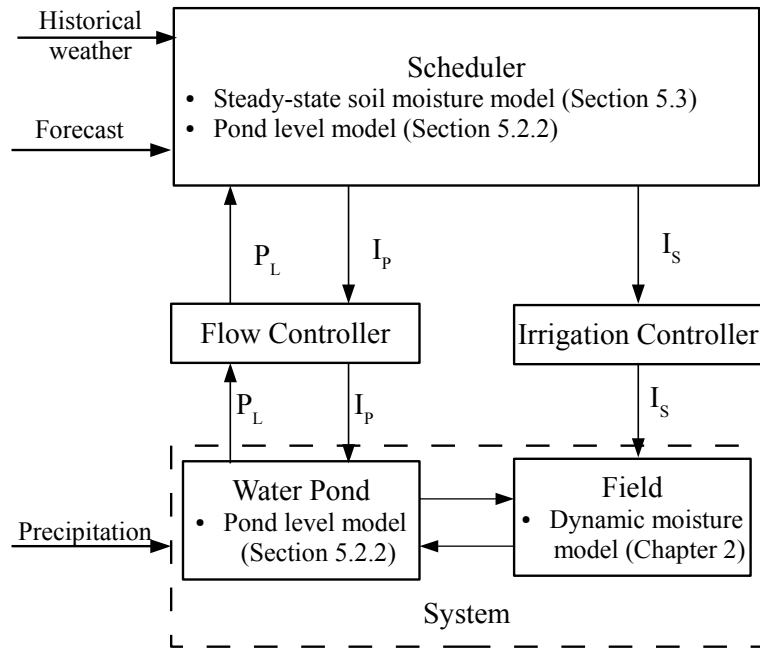 Historical
weather
Scheduler
• Steady-state soil moisture model (Section 5.3)
• Pond level model (Section 5.2.2)
Forecast
P_L
I_P
I_S
Flow Controller
Irrigation Controller
P_L
I_P
I_S
Water Pond
• Pond level model
(Section 5.2.2)
Field
• Dynamic moisture
model (Chapter 2)
Precipitation
System